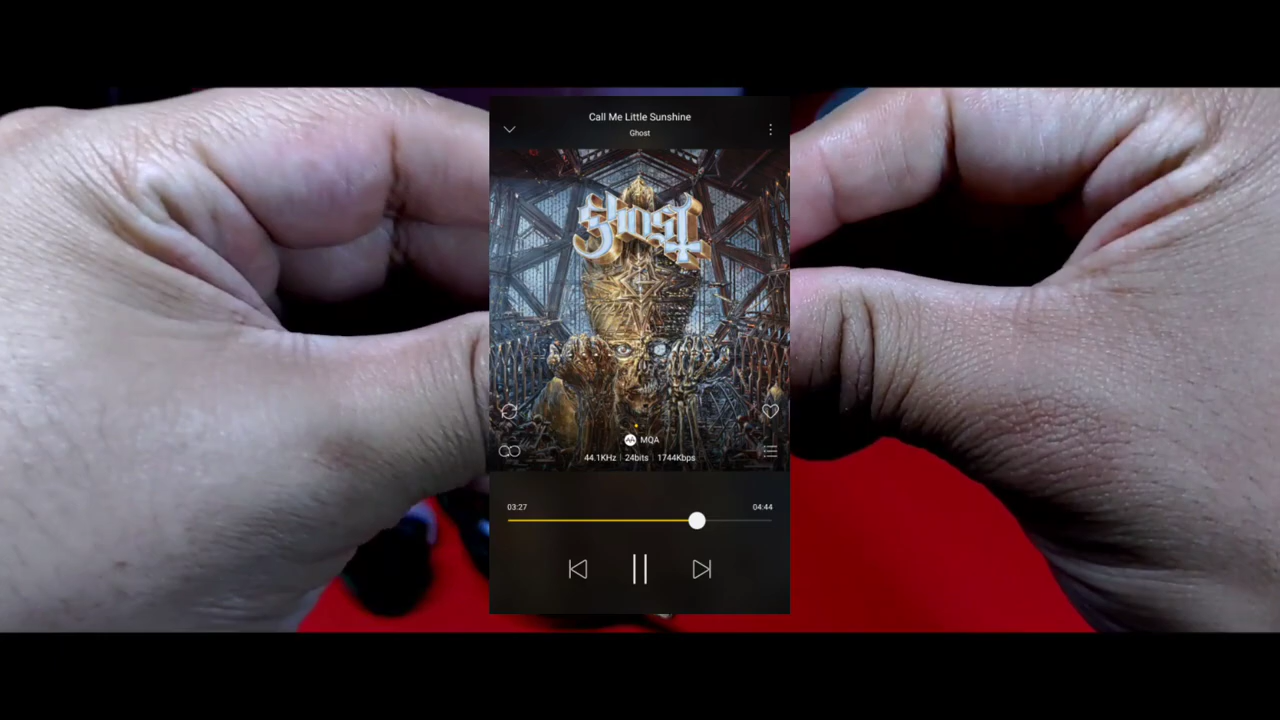 Call Me Little Sunshine
Ghost
Ghost
MQA
44.1KHz | 24bits | 1744Kbps
03:27
04:44